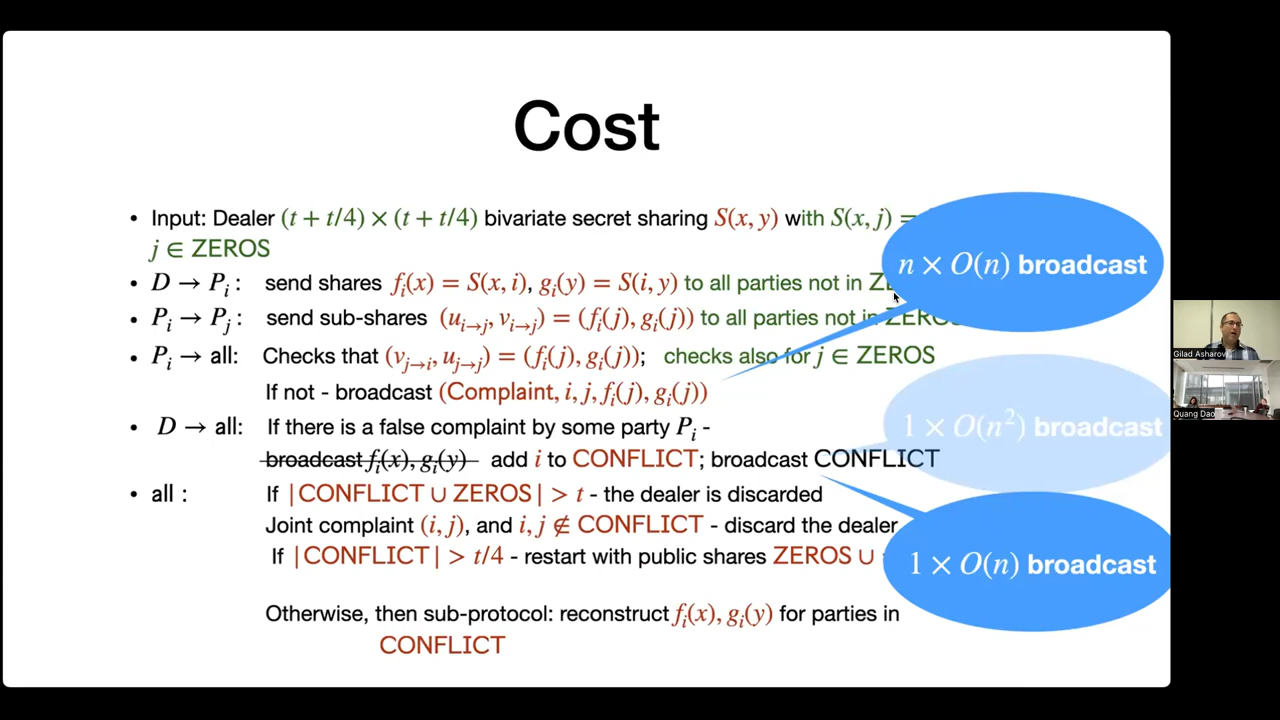 Cost
• Input: Dealer (t + t/4) × (t + t/4) bivariate secret sharing S(x, y) with S(x, j) =
j ∈ ZEROS
• D → P_i : send shares f_i(x) = S(x, i), g_i(y) = S(i, y) to all parties not in
• P_i → P_j : send sub-shares (u_{i→j}, v_{i→j}) = (f_i(j), g_i(j)) to all parties not in ZEROS
• P_i → all: Checks that (v_{j→i}, u_{j→j}) = (f_i(j), g_i(j)); checks also for j ∈ ZEROS
If not - broadcast (Complaint, i, j, f_i(j), g_i(j))
• D → all: If there is a false complaint by some party P_i -
broadcast f_i(x), g_i(y) add i to CONFLICT; broadcast CONFLICT
• all : If |CONFLICT ∪ ZEROS| > t - the dealer is discarded
Joint complaint (i, j), and i, j ∉ CONFLICT - discard the dealer
If |CONFLICT| > t/4 - restart with public shares ZEROS ∪
Otherwise, then sub-protocol: reconstruct f_i(x), g_i(y) for parties in
CONFLICT
n × O(n) broadcast
1 × O(n²) broadcast
1 × O(n) broadcast
Gilad Asharov
Quang Dao